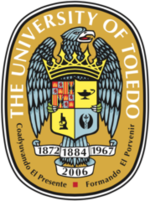 THE UNIVERSITY OF TOLEDO
1872 1884 1967
2006
Coadyuvando El Presente Formando El Porvenir